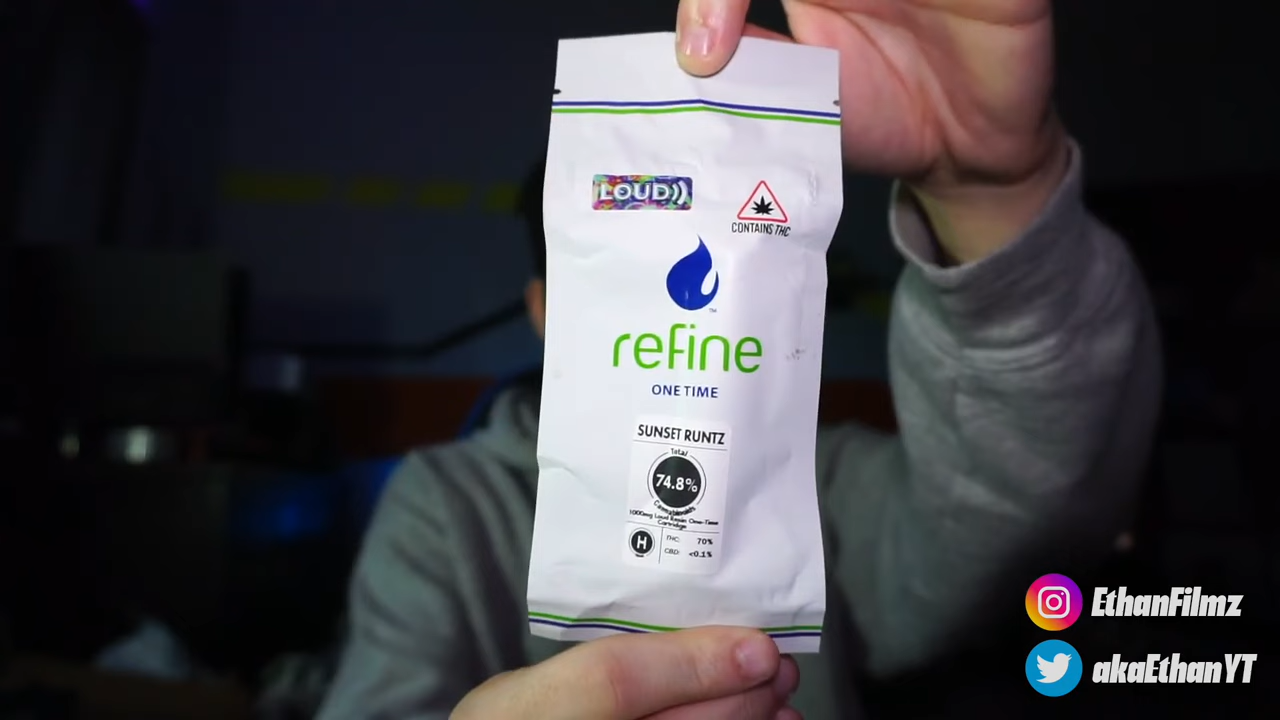 LOUD
CONTAINS THC
TM
refine
ONE TIME
SUNSET RUNTZ
Total
74.8%
Cannabinoids
1000mg Loud Resin One-Time
Cartridge
H
THC: 70%
CBD: <0.1%
EthanFilmz
akaEthanYT